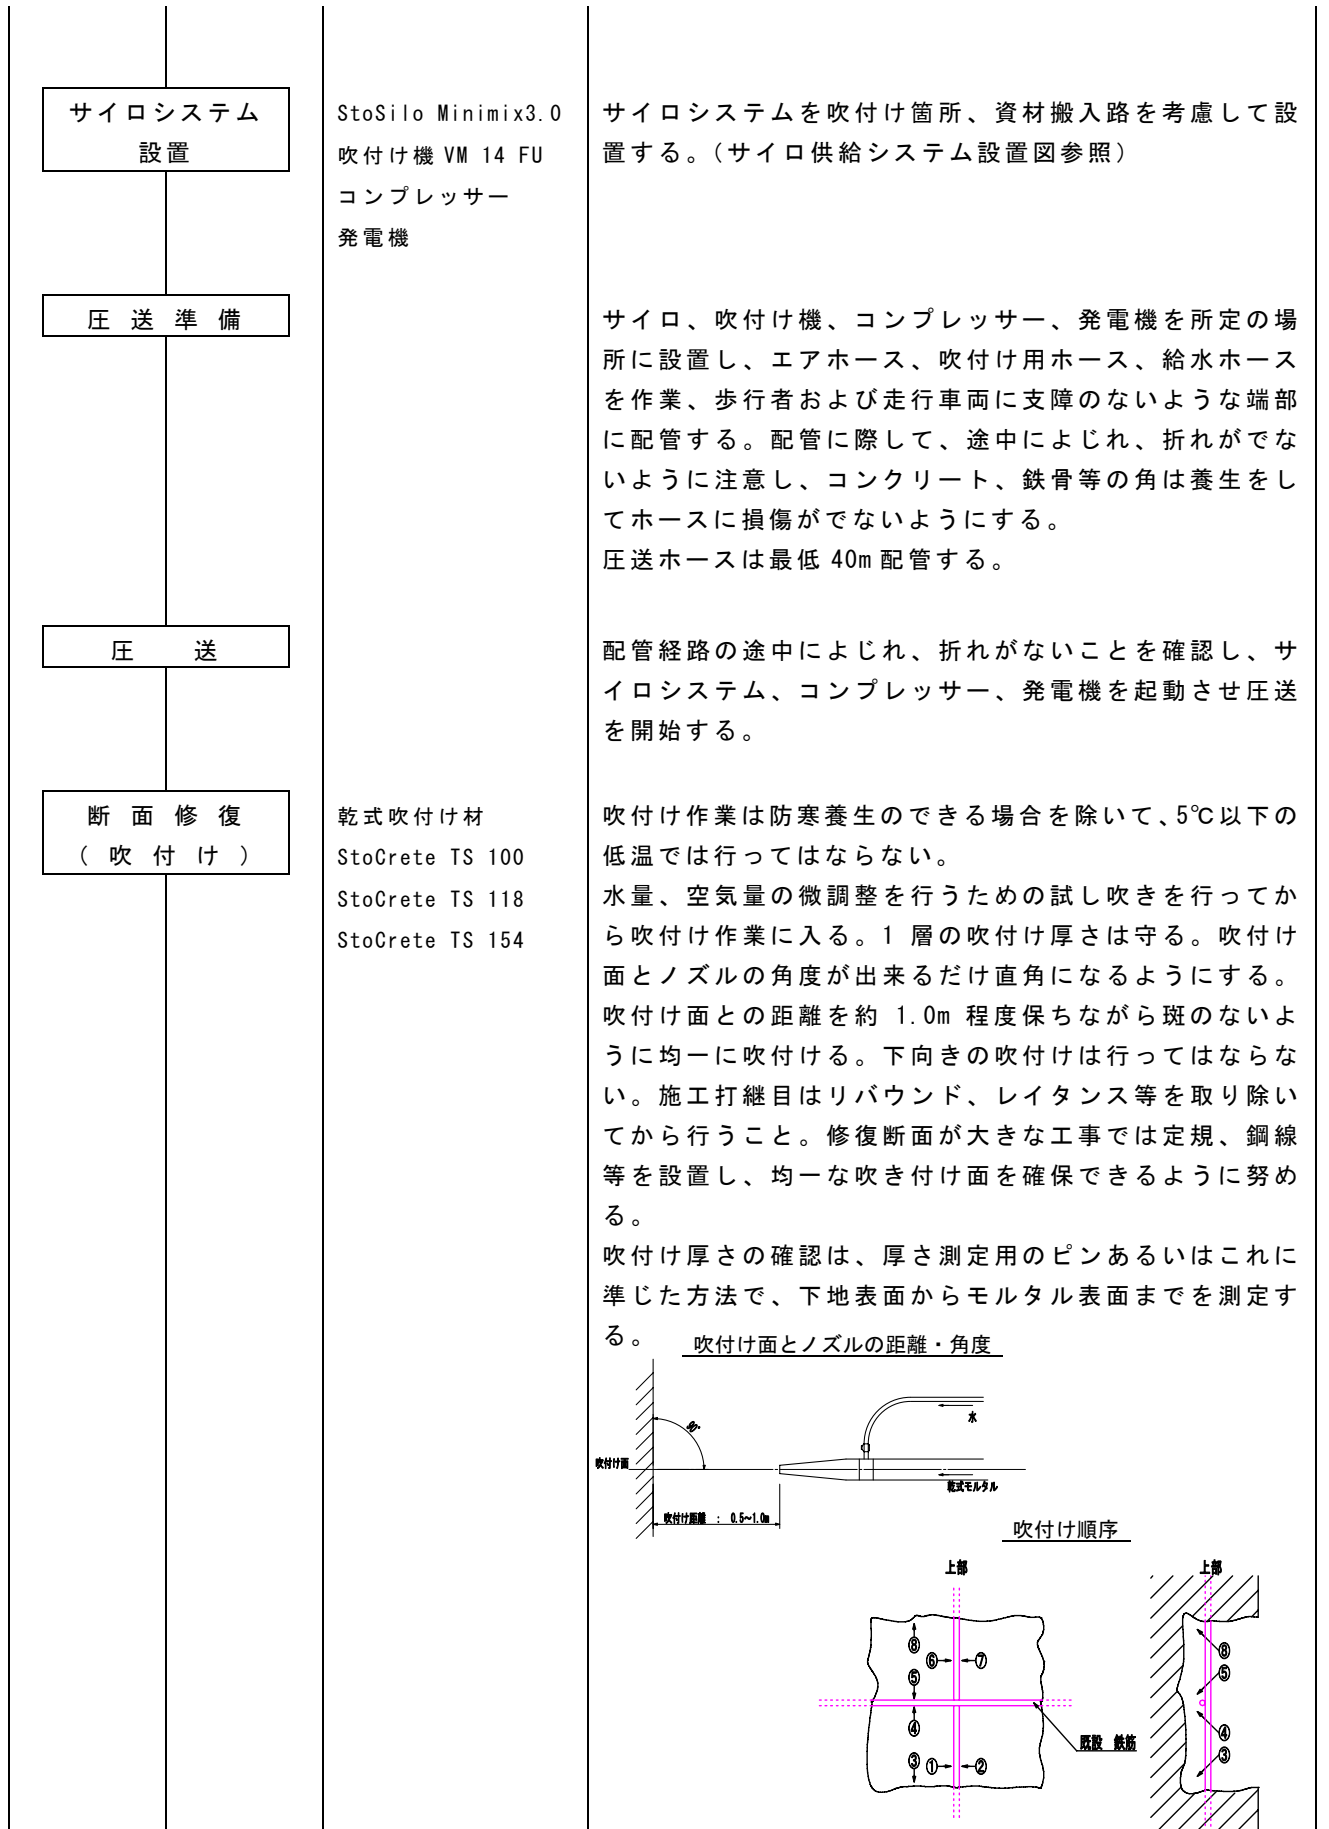 サイロシステム
設置
StoSilo Minimix3.0
吹付け機 VM 14 FU
コンプレッサー
発電機
サイロシステムを吹付け箇所、資材搬入路を考慮して設
置する。(サイロ供給システム設置図参照)
圧送準備
サイロ、吹付け機、コンプレッサー、発電機を所定の場
所に設置し、エアホース、吹付け用ホース、給水ホース
を作業、歩行者および走行車両に支障のないような端部
に配管する。配管に際して、途中によじれ、折れがでな
いように注意し、コンクリート、鉄骨等の角は養生をし
てホースに損傷がでないようにする。
圧送ホースは最低 40m 配管する。
圧 送
配管経路の途中によじれ、折れがないことを確認し、サ
イロシステム、コンプレッサー、発電機を起動させ圧送
を開始する。
断面修復
(吹付け)
乾式吹付け材
StoCrete TS 100
StoCrete TS 118
StoCrete TS 154
吹付け作業は防寒養生のできる場合を除いて、5℃以下の
低温では行ってはならない。
水量、空気量の微調整を行うための試し吹きを行ってか
ら吹付け作業に入る。1 層の吹付け厚さは守る。吹付け
面とノズルの角度が出来るだけ直角になるようにする。
吹付け面との距離を約 1.0m 程度保ちながら斑のないよ
うに均一に吹付ける。下向きの吹付けは行ってはならな
い。施工打継目はリバウンド、レイタンス等を取り除い
てから行うこと。修復断面が大きな工事では定規、鋼線
等を設置し、均一な吹き付け面を確保できるように努め
る。
吹付け厚さの確認は、厚さ測定用のピンあるいはこれに
準じた方法で、下地表面からモルタル表面までを測定す
る。
吹付け面とノズルの距離・角度
水
90°
吹付け面
乾式モルタル
吹付け距離 : 0.5~1.0m
吹付け順序
上部
上部
⑧
⑥
⑦
⑤
④
③
①
②
既設 鉄筋
⑧
⑤
④
③